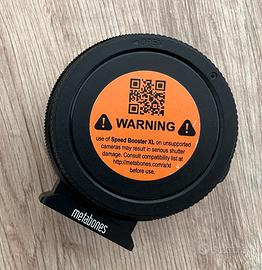 WARNING
use of Speed Booster XL on unsupported
cameras may result in serious shutter
damage. Consult compatibility list at
http://metabones.com/a/xl
before use.
metabones